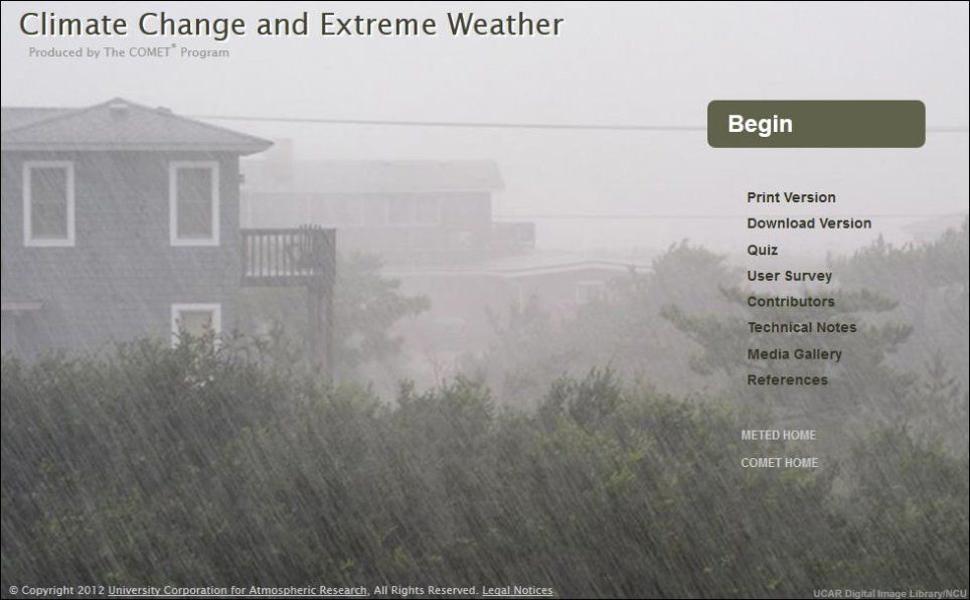 Climate Change and Extreme Weather
Produced by The COMET® Program
Begin
Print Version
Download Version
Quiz
User Survey
Contributors
Technical Notes
Media Gallery
References
METED HOME
COMET HOME
© Copyright 2012 University Corporation for Atmospheric Research, All Rights Reserved. Legal Notices
UCAR Digital Image Library/NCU